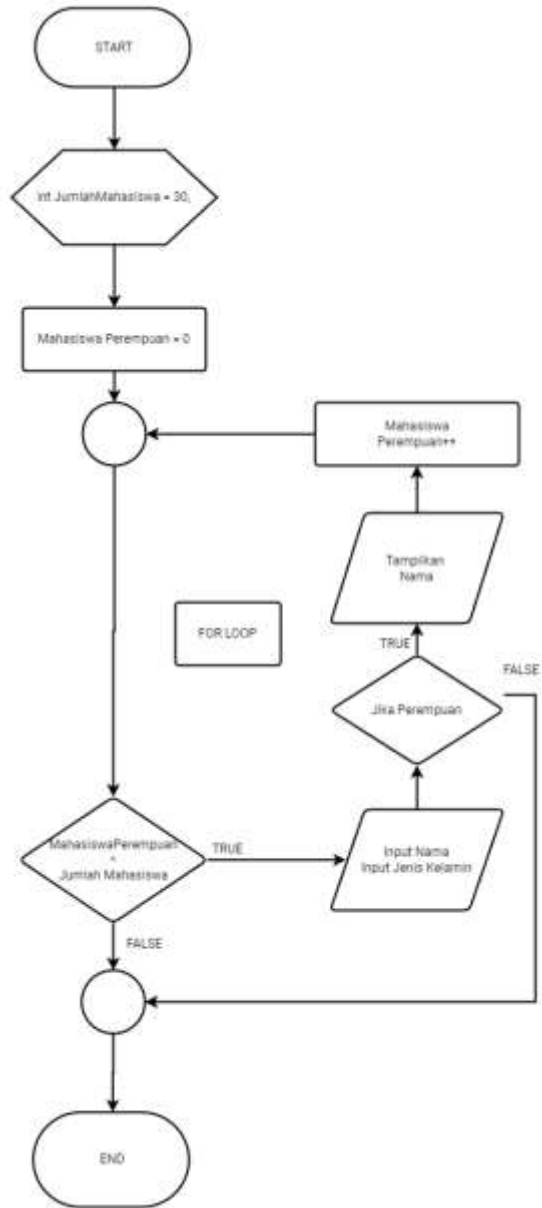 START
int JumlahMahasiswa = 30;
Mahasiswa Perempuan = 0
Mahasiswa
Perempuan++
Tampilkan
Nama
FOR LOOP
TRUE
FALSE
Jika Perempuan
MahasiswaPerempuan
Jumlah Mahasiswa
TRUE
Input Nama
Input Jenis Kelamin
FALSE
END